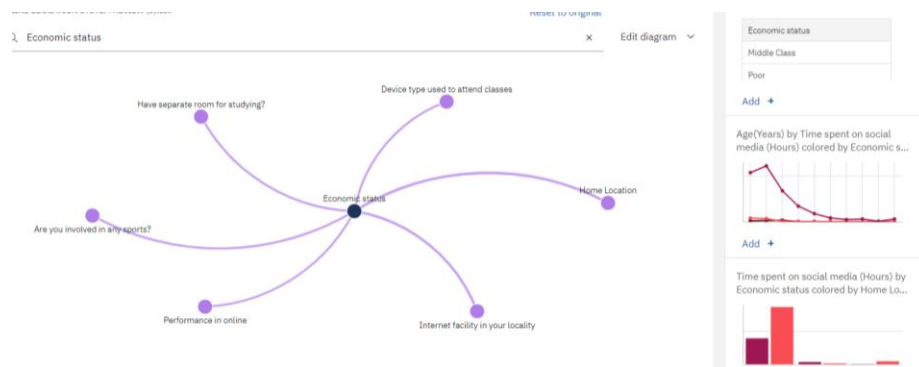 Reset to original
Economic status
×
Edit diagram
Have separate room for studying?
Device type used to attend classes
Home Location
Economic status
Are you involved in any sports?
Performance in online
Internet facility in your locality
Economic status
Middle Class
Poor
Add +
Age(Years) by Time spent on social
media (Hours) colored by Economic s...
Add +
Time spent on social media (Hours) by
Economic status colored by Home Lo...